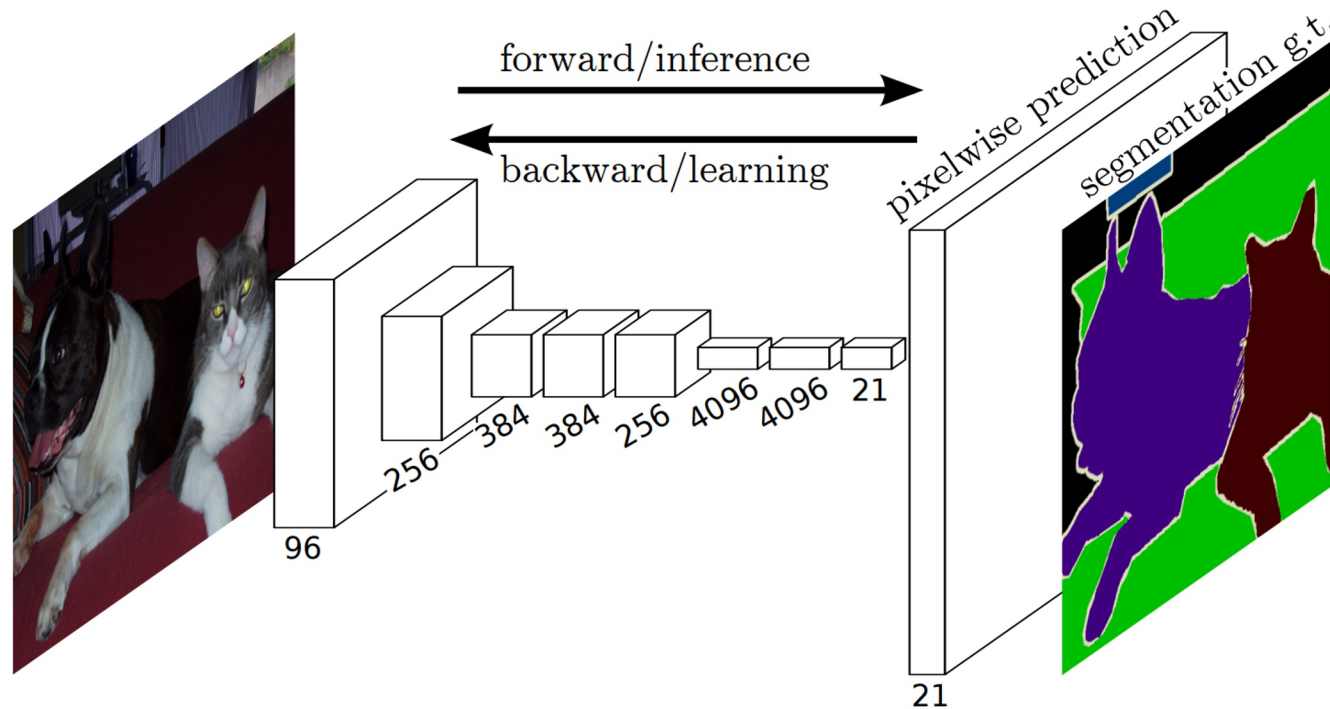 forward/inference
backward/learning
pixelwise prediction
segmentation g.t.
96
256
384
384
256
4096
4096
21
21